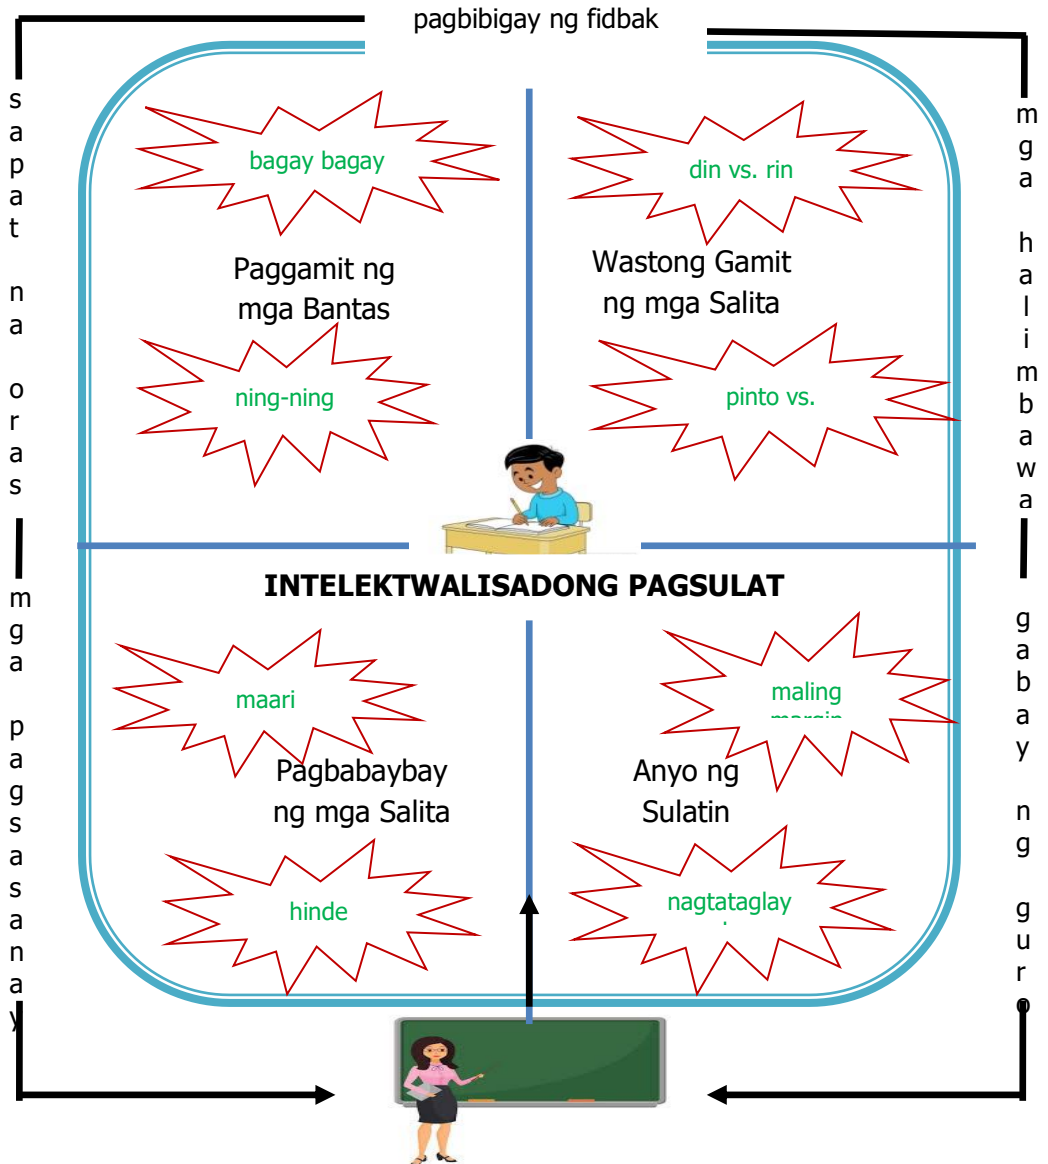 pagbibigay ng fidbak
sapat na oras
mga halimbawa
bagay bagay
din vs. rin
Paggamit ng
mga Bantas
Wastong Gamit
ng mga Salita
ning-ning
pinto vs.
INTELEKTWALISADONG PAGSULAT
mga pagsasanay
gabay ng guro
maari
maling
Pagbabaybay
ng mga Salita
Anyo ng
Sulatin
hinde
nagtataglay